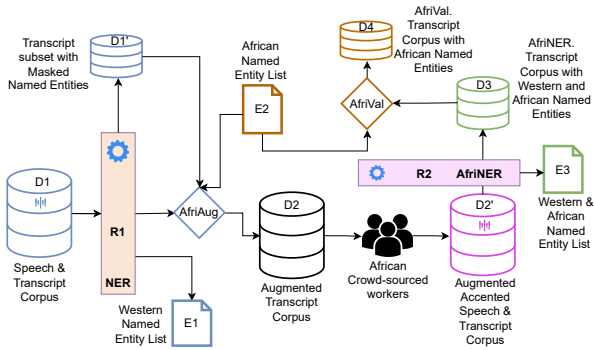 D1'
Transcript
subset with
Masked
Named Entities
African
Named
Entity List
E2
D4
AfriVal.
Transcript
Corpus with
African Named
Entities
AfriVal
AfriNER.
Transcript
Corpus with
Western and
African Named
Entities
D3
D1
Speech &
Transcript
Corpus
R1
NER
AfriAug
Western
Named
Entity List
E1
D2
Augmented
Transcript
Corpus
African
Crowd-sourced
workers
R2 AfriNER
D2'
Augmented
Accented
Speech &
Transcript
Corpus
E3
Western &
African
Named
Entity List